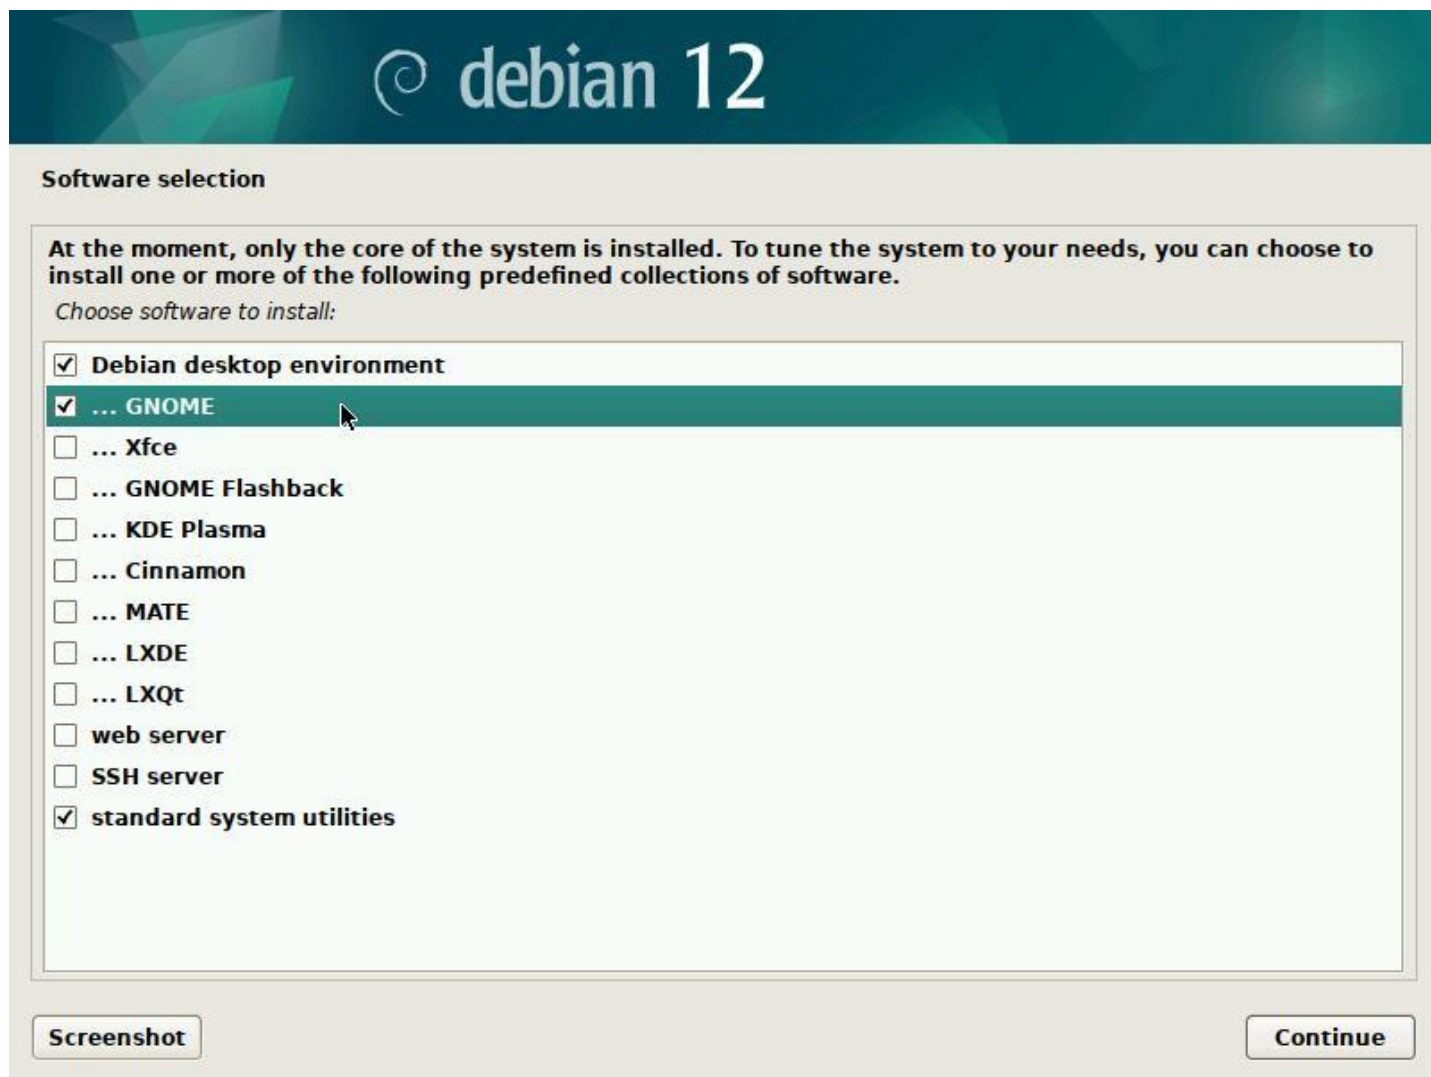 debian 12
Software selection
At the moment, only the core of the system is installed. To tune the system to your needs, you can choose to
install one or more of the following predefined collections of software.
Choose software to install:
Debian desktop environment
... GNOME
... Xfce
... GNOME Flashback
... KDE Plasma
... Cinnamon
... MATE
... LXDE
... LXQt
web server
SSH server
standard system utilities
Screenshot
Continue